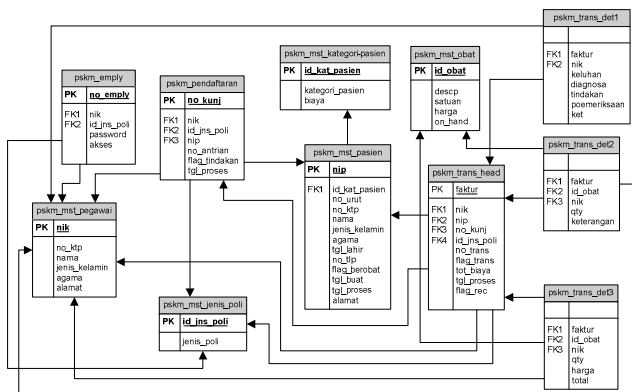 pskm_trans_det1
FK1 faktur
FK2 nik
keluhan
diagnosa
tindakan
poemeriksaan
ket
pskm_mst_kategori-pasien
PK id_kat_pasien
kategori_pasien
biaya
pskm_mst_obat
PK id_obat
descp
satuan
harga
on_hand
pskm_emply
PK no_emply
FK1 nik
FK2 id_jns_poli
password
akses
pskm_pendaftaran
PK no_kunj
FK1 nik
FK2 id_jns_poli
FK3 nip
no_antrian
flag_tindakan
tgl_proses
pskm_mst_pasien
PK nip
FK1 id_kat_pasien
no_urut
no_ktp
nama
jenis_kelamin
agama
tgl_lahir
no_tlp
flag_berobat
tgl_buat
tgl_proses
alamat
pskm_trans_head
PK faktur
FK1 nik
FK2 nip
FK3 no_kunj
FK4 id_jns_poli
no_trans
flag_trans
tot_biaya
tgl_proses
flag_rec
pskm_trans_det2
FK1 faktur
FK2 id_obat
FK3 nik
qty
keterangan
pskm_mst_pegawai
PK nik
no_ktp
nama
jenis_kelamin
agama
alamat
pskm_mst_jenis_poli
PK id_jns_poli
jenis_poli
pskm_trans_det3
FK1 faktur
FK2 id_obat
FK3 nik
qty
harga
total